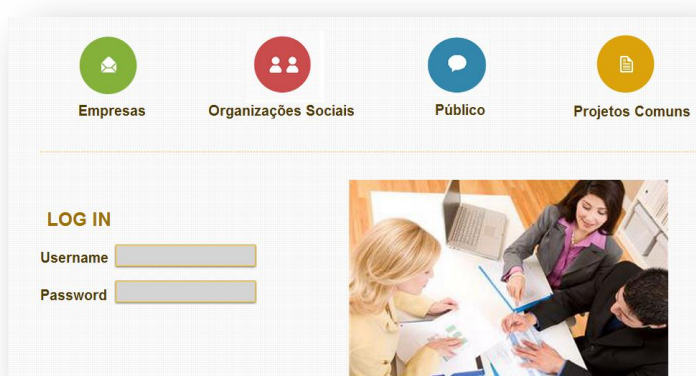 Empresas
Organizações Sociais
Público
Projetos Comuns
LOG IN
Username
Password